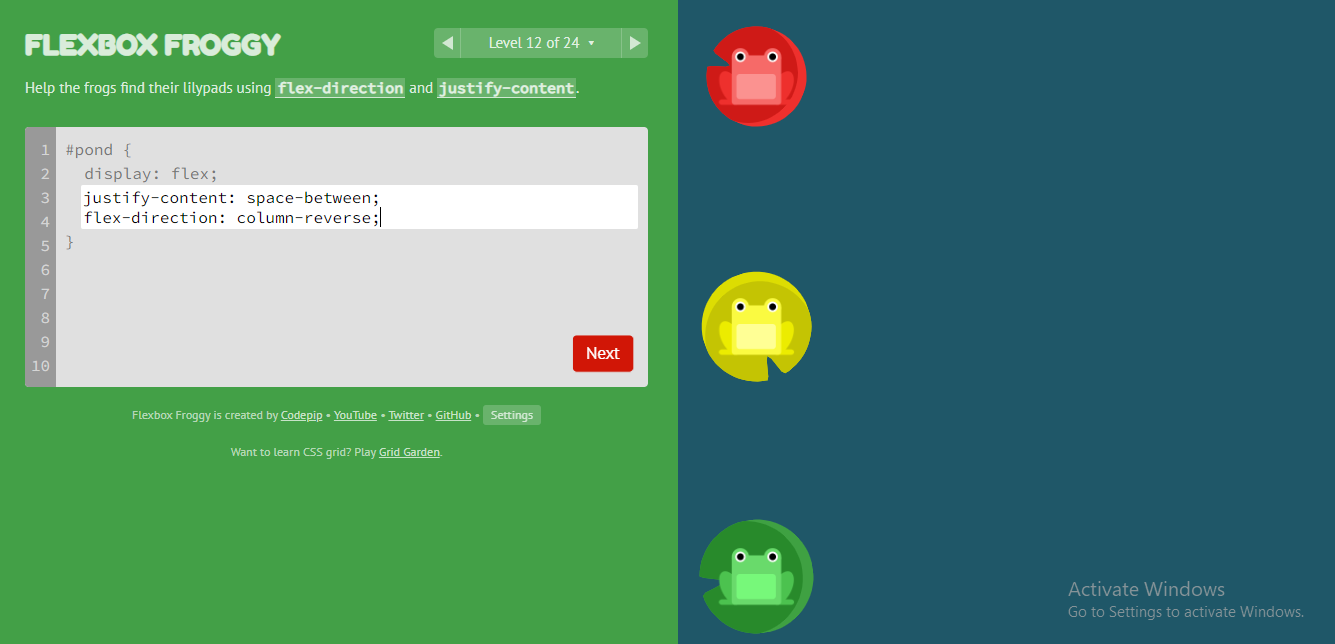 FLEXBOX FROGGY
◀ Level 12 of 24 ▾ ▶
Help the frogs find their lilypads using flex-direction and justify-content.
1 #pond {
2 display: flex;
3 justify-content: space-between;
4 flex-direction: column-reverse;
5 }
6
7
8
9
10
Next
Flexbox Froggy is created by Codepip • YouTube • Twitter • GitHub • Settings
Want to learn CSS grid? Play Grid Garden.
Activate Windows
Go to Settings to activate Windows.